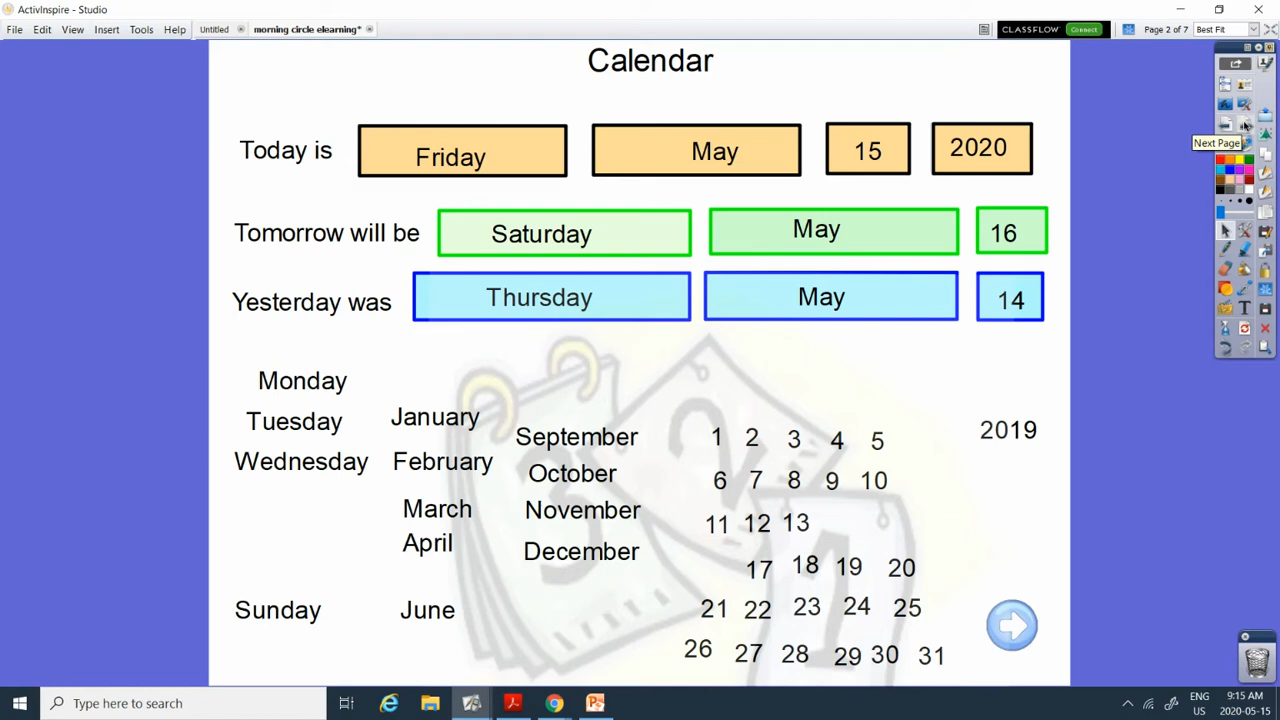 ActivInspire - Studio
File Edit View Insert Tools Help Untitled morning circle elearning* CLASSFLOW Connect Page 2 of 7 Best Fit
Calendar
Next Page
Today is Friday May 15 2020
Tomorrow will be Saturday May 16
Yesterday was Thursday May 14
Monday
Tuesday January
September 1 2 3 4 5 2019
Wednesday February October 6 7 8 9 10
March November 11 12 13
April December
17 18 19 20
Sunday June 21 22 23 24 25
26 27 28 29 30 31
Type here to search ENG 9:15 AM
US 2020-05-15